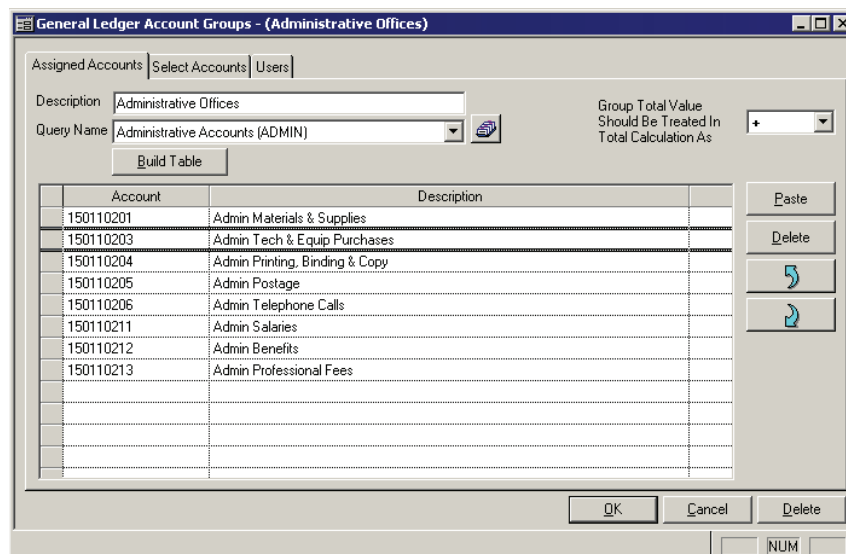 General Ledger Account Groups - (Administrative Offices)
Assigned Accounts Select Accounts Users
Description Administrative Offices
Query Name Administrative Accounts (ADMIN)
Build Table
Group Total Value
Should Be Treated In
Total Calculation As
+
Account Description
150110201 Admin Materials & Supplies
150110203 Admin Tech & Equip Purchases
150110204 Admin Printing, Binding & Copy
150110205 Admin Postage
150110206 Admin Telephone Calls
150110211 Admin Salaries
150110212 Admin Benefits
150110213 Admin Professional Fees
Paste
Delete
OK Cancel Delete
NUM